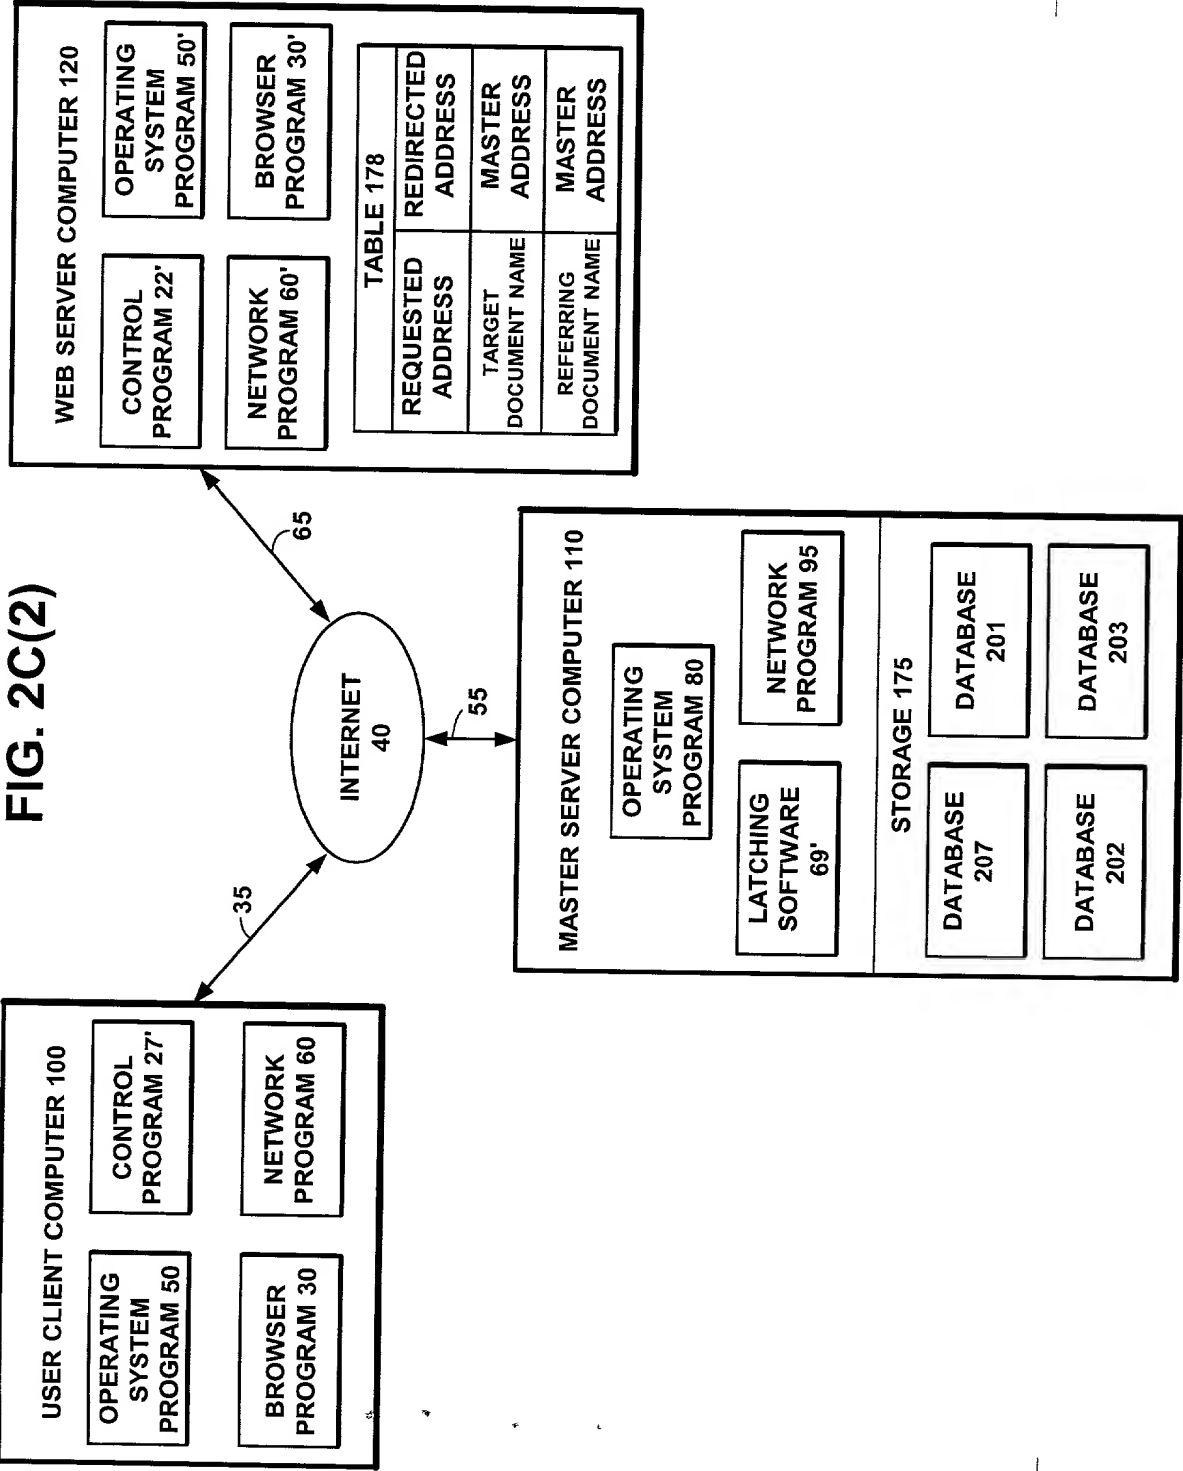 FIG. 2C(2)
USER CLIENT COMPUTER 100
OPERATING
SYSTEM
PROGRAM 50
CONTROL
PROGRAM 27'
BROWSER
PROGRAM 30
NETWORK
PROGRAM 60
35
INTERNET
40
65
55
WEB SERVER COMPUTER 120
CONTROL
PROGRAM 22'
OPERATING
SYSTEM
PROGRAM 50'
NETWORK
PROGRAM 60'
BROWSER
PROGRAM 30'
TABLE 178
REQUESTED
ADDRESS
REDIRECTED
ADDRESS
TARGET
DOCUMENT NAME
MASTER
ADDRESS
REFERRING
DOCUMENT NAME
MASTER
ADDRESS
MASTER SERVER COMPUTER 110
OPERATING
SYSTEM
PROGRAM 80
LATCHING
SOFTWARE
69'
NETWORK
PROGRAM 95
STORAGE 175
DATABASE
207
DATABASE
201
DATABASE
202
DATABASE
203